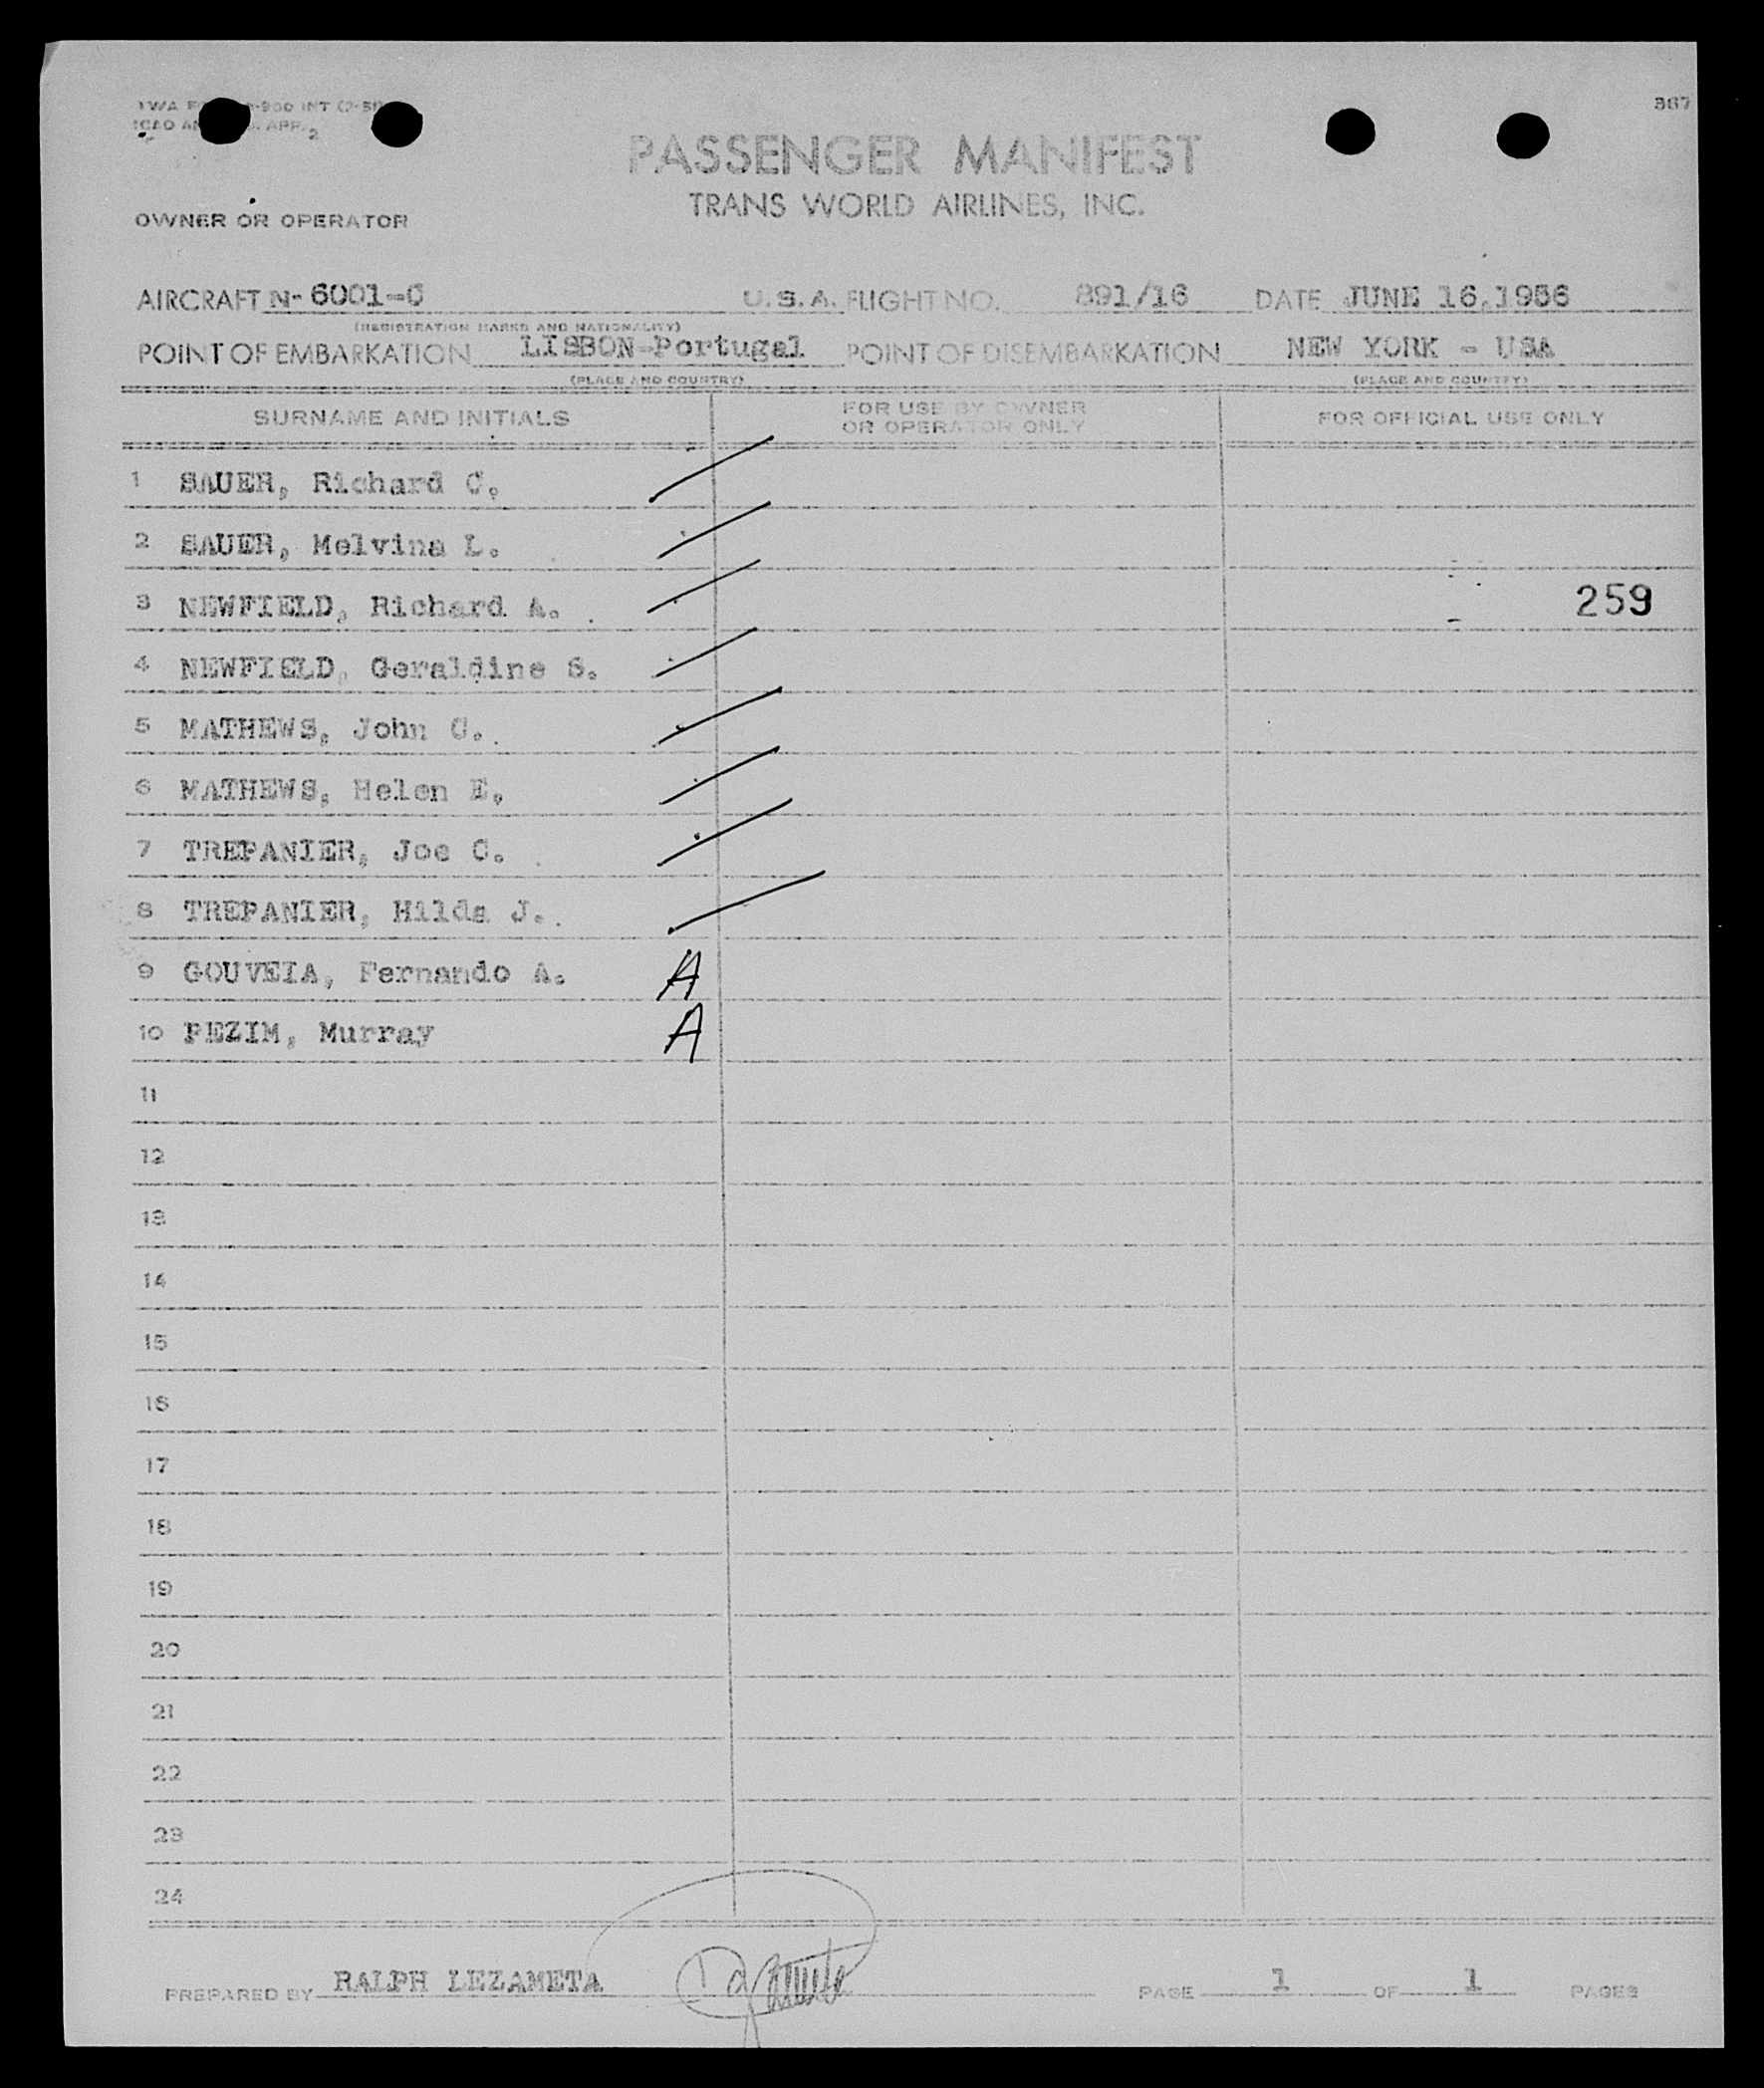 367
PASSENGER MANIFEST
TRANS WORLD AIRLINES, INC.
OWNER OR OPERATOR
AIRCRAFT N-6001-C U.S.A. FLIGHT NO. 891/16 DATE JUNE 16,1956
(REGISTRATION MARKS AND NATIONALITY)
POINT OF EMBARKATION LISBON-Portugal POINT OF DISEMBARKATION NEW YORK - USA
(PLACE AND COUNTRY) (PLACE AND COUNTRY)
SURNAME AND INITIALS FOR USE BY OWNER OR OPERATOR ONLY FOR OFFICIAL USE ONLY
1 SAUER, Richard C.
2 SAUER, Melvina L.
3 NEWFIELD, Richard A. 259
4 NEWFIELD, Geraldine S.
5 MATHEWS, John C.
6 MATHEWS, Helen E.
7 TREPANIER, Joe C.
8 TREPANIER, Hilda J.
9 GOUVEIA, Fernando A. A
10 PEZIM, Murray A
11
12
13
14
15
16
17
18
19
20
21
22
23
24
PREPARED BY RALPH LEZAMETA PAGE 1 OF 1 PAGES